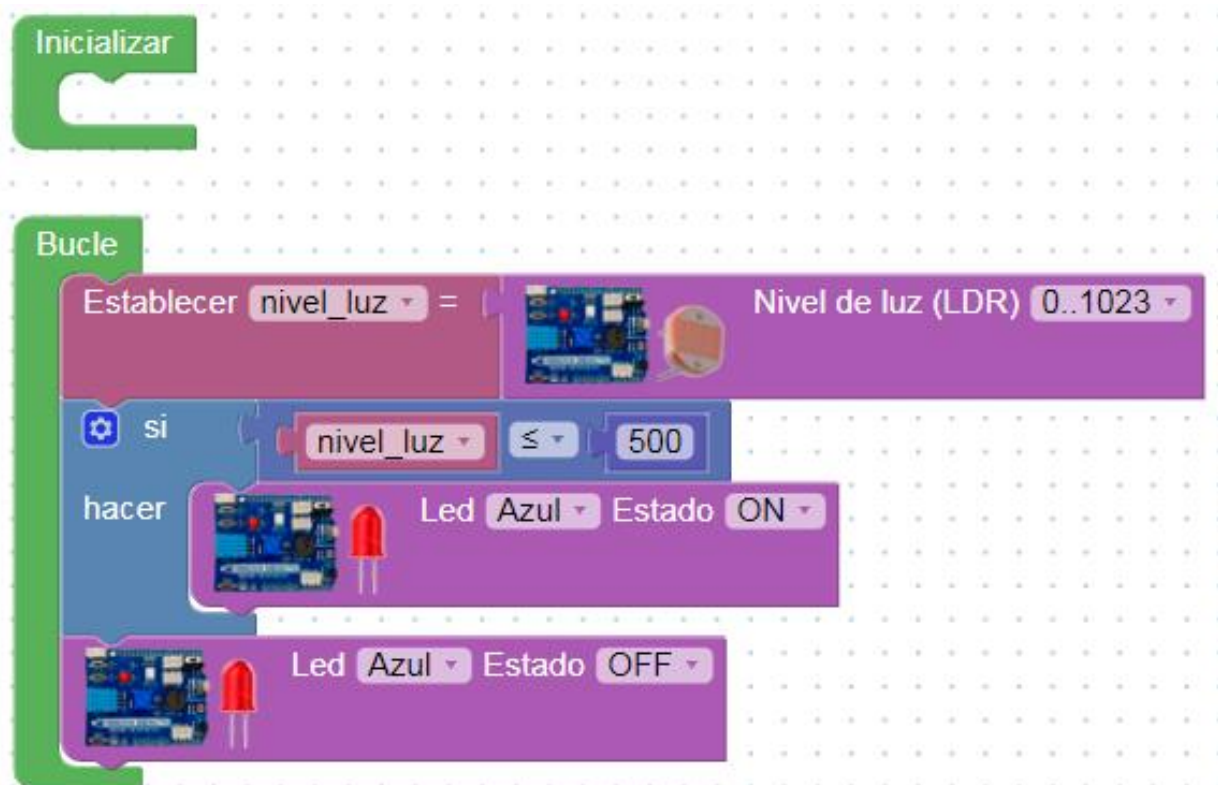 Inicializar
Bucle
Establecer nivel_luz = Nivel de luz (LDR) 0..1023
si nivel_luz ≤ 500
hacer Led Azul Estado ON
Led Azul Estado OFF